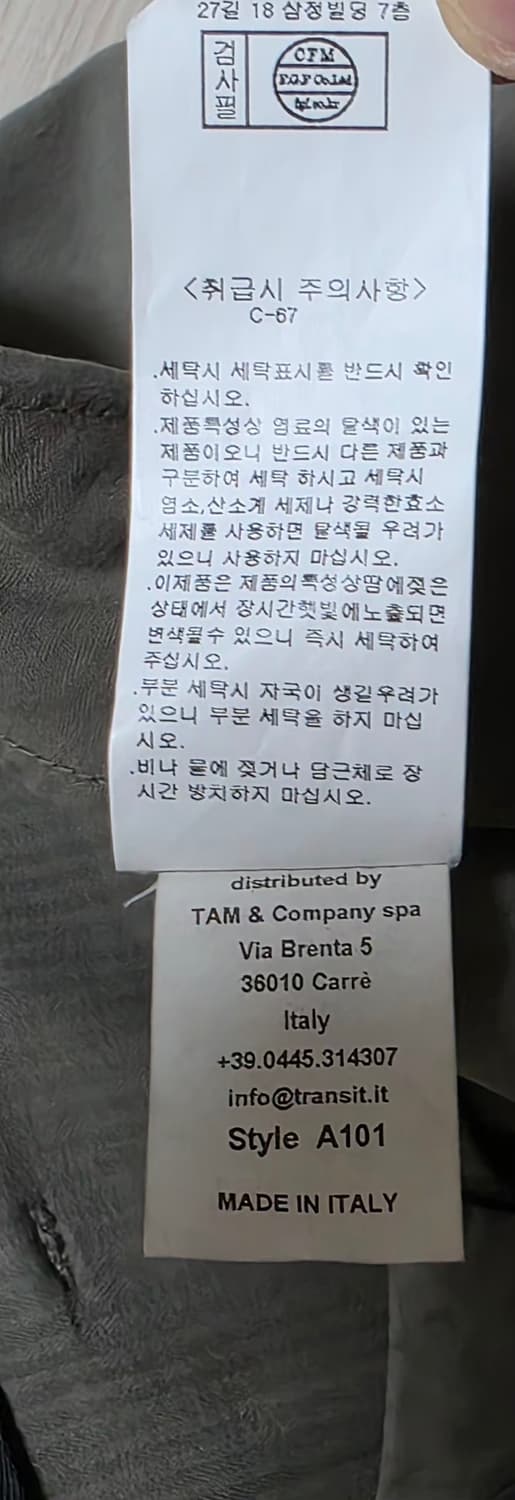 27길 18 삼정빌딩 7층
검사필
CFM
F.G.F Co.Ltd
fgf.co.kr
<취급시 주의사항>
C-67
.세탁시 세탁표시를 반드시 확인
하십시오.
.제품특성상 염료의 탈색이 있는
제품이오니 반드시 다른 제품과
구분하여 세탁 하시고 세탁시
염소,산소계 세제나 강력한효소
세제를 사용하면 탈색될 우려가
있으니 사용하지 마십시오.
.이제품은 제품의특성상땀에젖은
상태에서 장시간햇빛에노출되면
변색될수 있으니 즉시 세탁하여
주십시오.
.부분 세탁시 자국이 생길우려가
있으니 부분 세탁을 하지 마십
시오.
.비나 물에 젖거나 담근체로 장
시간 방치하지 마십시오.
distributed by
TAM & Company spa
Via Brenta 5
36010 Carrè
Italy
+39.0445.314307
info@transit.it
Style A101
MADE IN ITALY